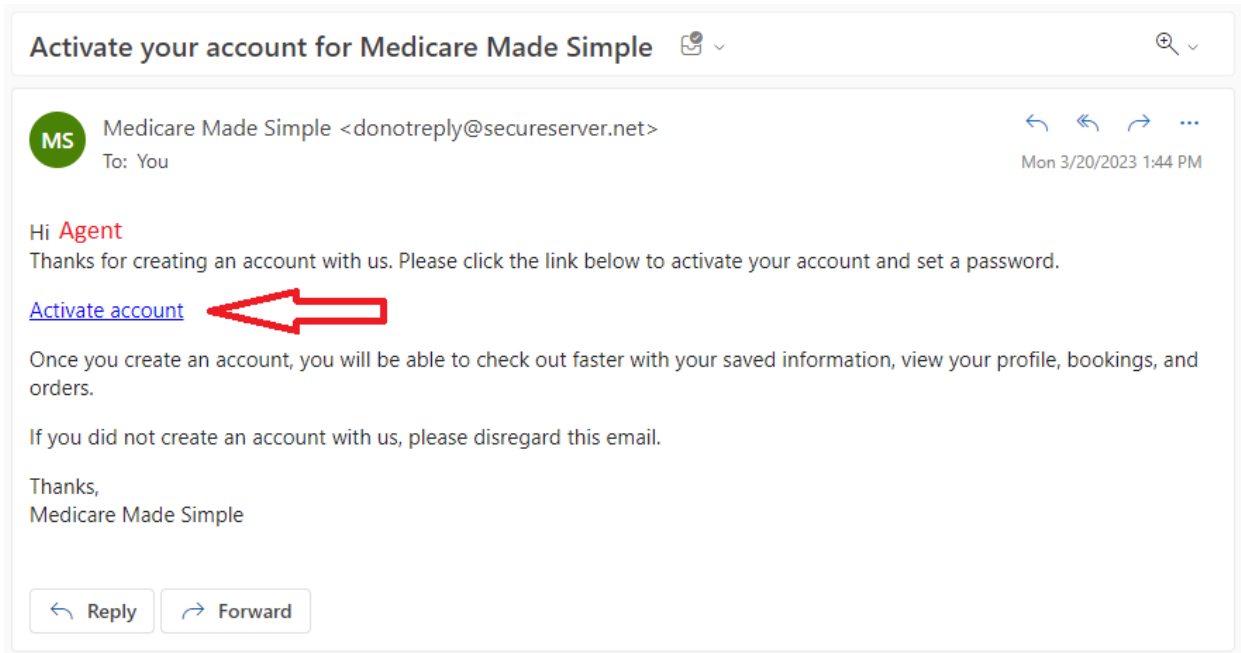 Activate your account for Medicare Made Simple
MS
Medicare Made Simple <donotreply@secureserver.net>
To: You
Mon 3/20/2023 1:44 PM
Hi Agent
Thanks for creating an account with us. Please click the link below to activate your account and set a password.
Activate account
Once you create an account, you will be able to check out faster with your saved information, view your profile, bookings, and
orders.
If you did not create an account with us, please disregard this email.
Thanks,
Medicare Made Simple
Reply
Forward